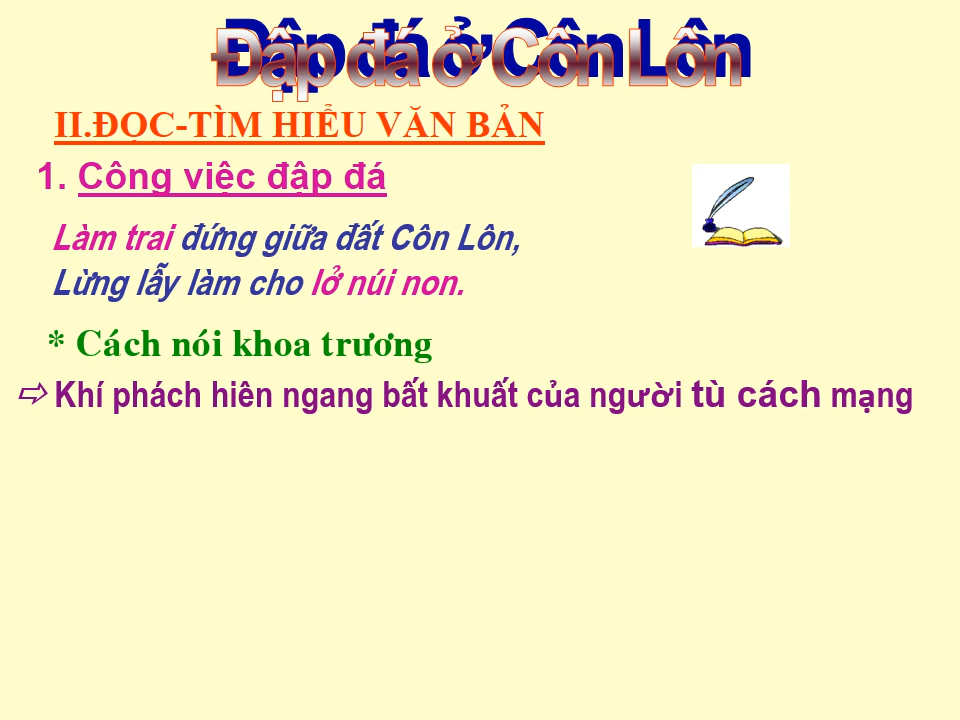 Đập đá ở Côn Lôn
II.ĐỌC-TÌM HIỂU VĂN BẢN
1. Công việc đập đá
Làm trai đứng giữa đất Côn Lôn,
Lừng lẫy làm cho lở núi non.
* Cách nói khoa trương
⇨ Khí phách hiên ngang bất khuất của người tù cách mạng